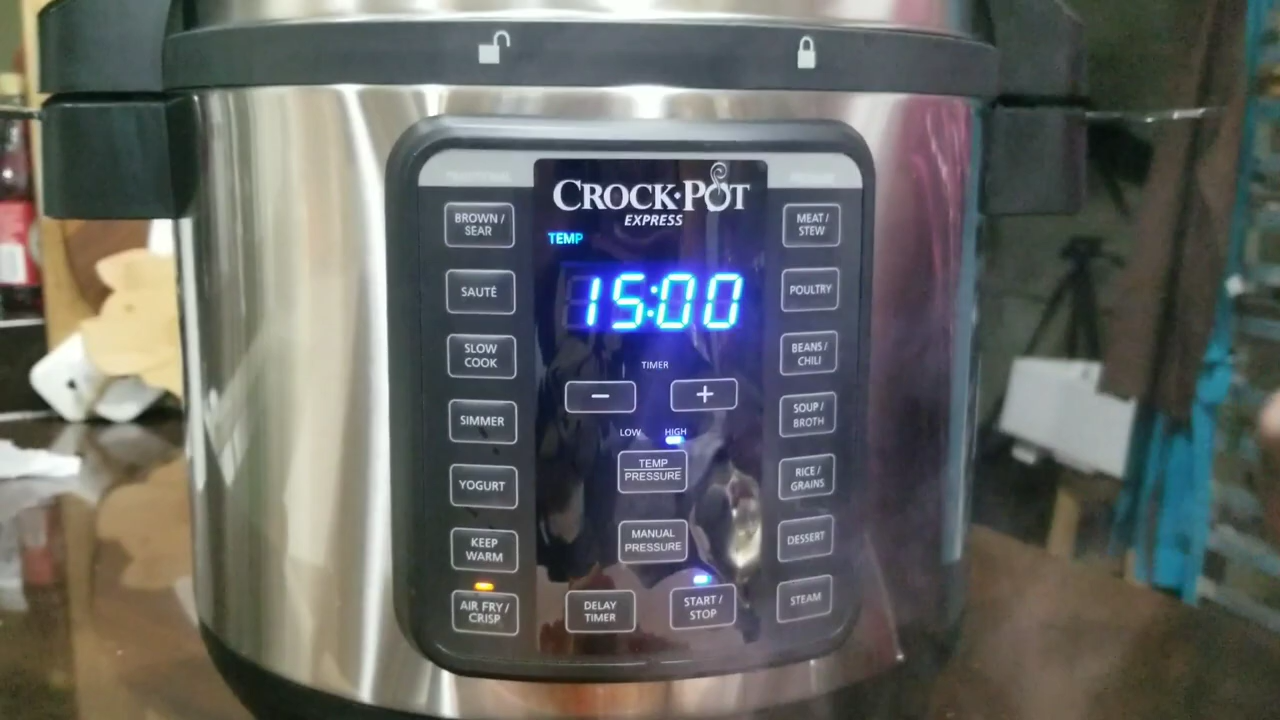 CROCK·POT
EXPRESS
TEMP
15:00
TIMER
−
+
LOW HIGH
TEMP
PRESSURE
MANUAL
PRESSURE
DELAY
TIMER
START /
STOP
BROWN /
SEAR
SAUTÉ
SLOW
COOK
SIMMER
YOGURT
KEEP
WARM
AIR FRY /
CRISP
MEAT /
STEW
POULTRY
BEANS /
CHILI
SOUP /
BROTH
RICE /
GRAINS
DESSERT
STEAM